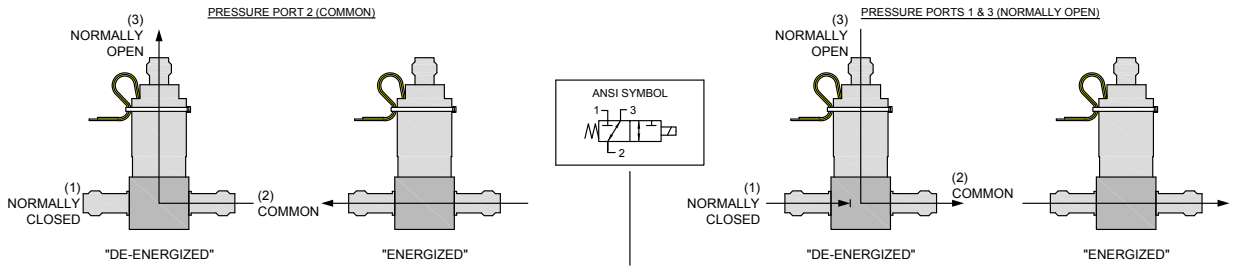 PRESSURE PORT 2 (COMMON)
(3)
NORMALLY
OPEN
(1)
NORMALLY
CLOSED
(2)
COMMON
"DE-ENERGIZED"
"ENERGIZED"
ANSI SYMBOL
1
3
2
PRESSURE PORTS 1 & 3 (NORMALLY OPEN)
(3)
NORMALLY
OPEN
(1)
NORMALLY
CLOSED
(2)
COMMON
"DE-ENERGIZED"
"ENERGIZED"